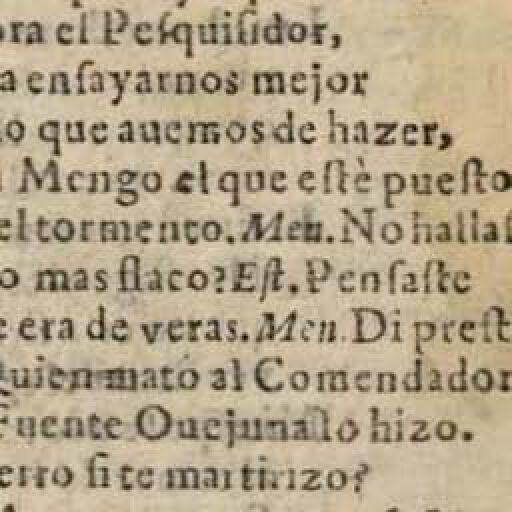 ora el Pesquisidor,
a ensayarnos mejor
lo que auemos de hazer,
Mengo el que estè puesto
el tormento. Men. No hallas
o mas flaco? Est. Pensaste
e era de veras. Men. Di prest
Quien mató al Comendador
Fuente Ouejuna lo hizo.
erro si te martirizo?